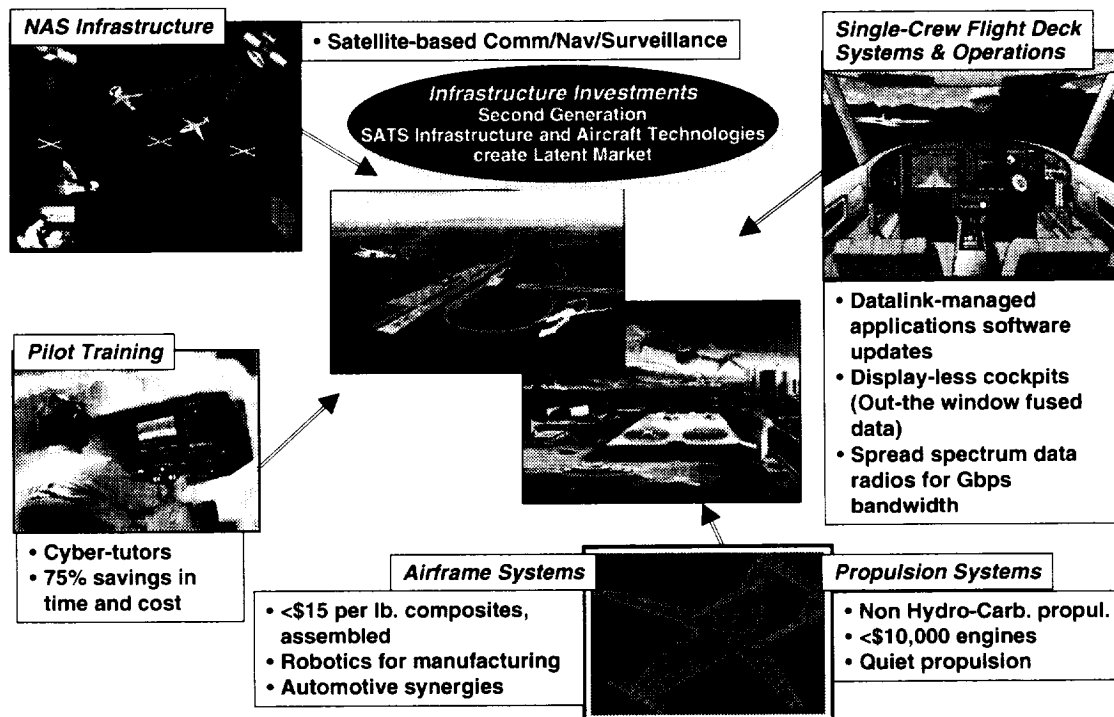 NAS Infrastructure
• Satellite-based Comm/Nav/Surveillance
Infrastructure Investments
Second Generation
SATS Infrastructure and Aircraft Technologies
create Latent Market
Single-Crew Flight Deck
Systems & Operations
• Datalink-managed
applications software
updates
• Display-less cockpits
(Out-the window fused
data)
• Spread spectrum data
radios for Gbps
bandwidth
Pilot Training
• Cyber-tutors
• 75% savings in
time and cost
Airframe Systems
• <$15 per lb. composites,
assembled
• Robotics for manufacturing
• Automotive synergies
Propulsion Systems
• Non Hydro-Carb. propul.
• <$10,000 engines
• Quiet propulsion